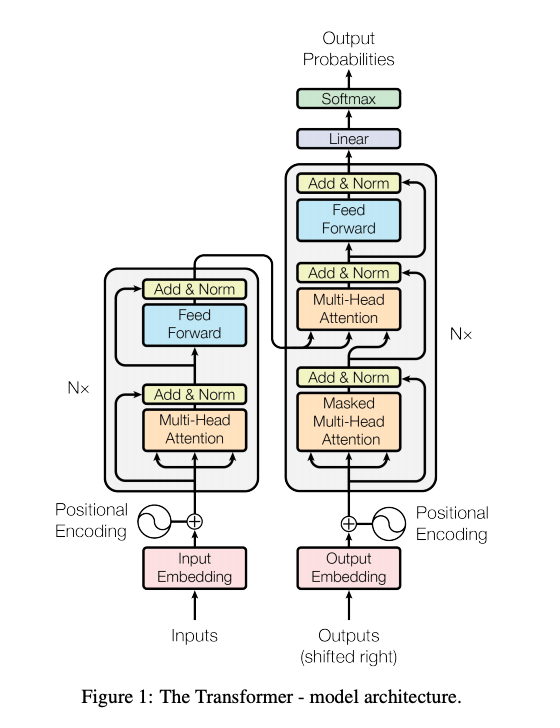 Output
Probabilities
Softmax
Linear
Add & Norm
Feed
Forward
Add & Norm
Multi-Head
Attention
Add & Norm
Masked
Multi-Head
Attention
N×
Add & Norm
Feed
Forward
Add & Norm
Multi-Head
Attention
N×
Positional
Encoding
Positional
Encoding
Input
Embedding
Output
Embedding
Inputs
Outputs
(shifted right)
Figure 1: The Transformer - model architecture.